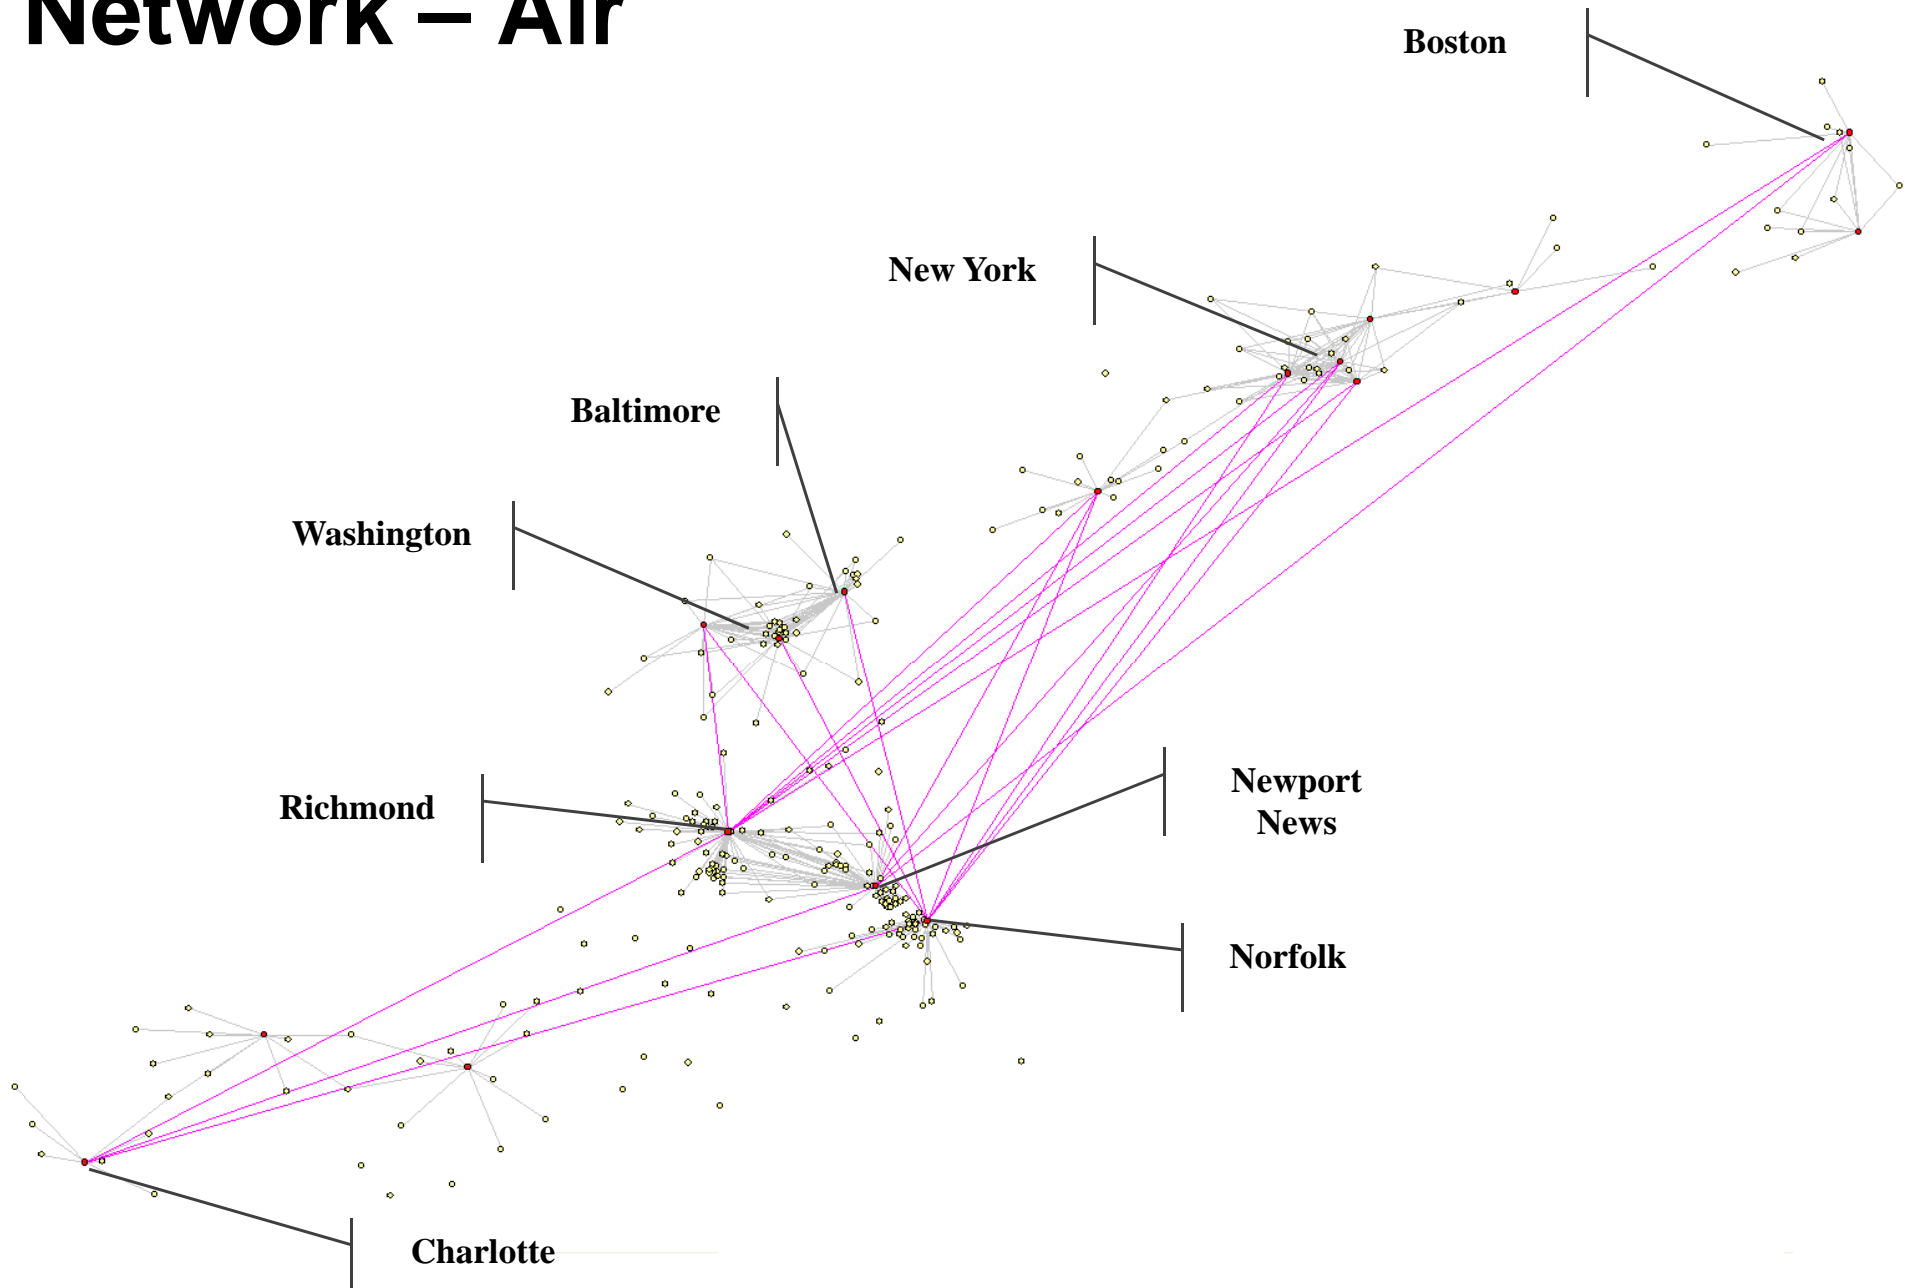 Network – Air
Boston
New York
Baltimore
Washington
Newport
News
Richmond
Norfolk
Charlotte